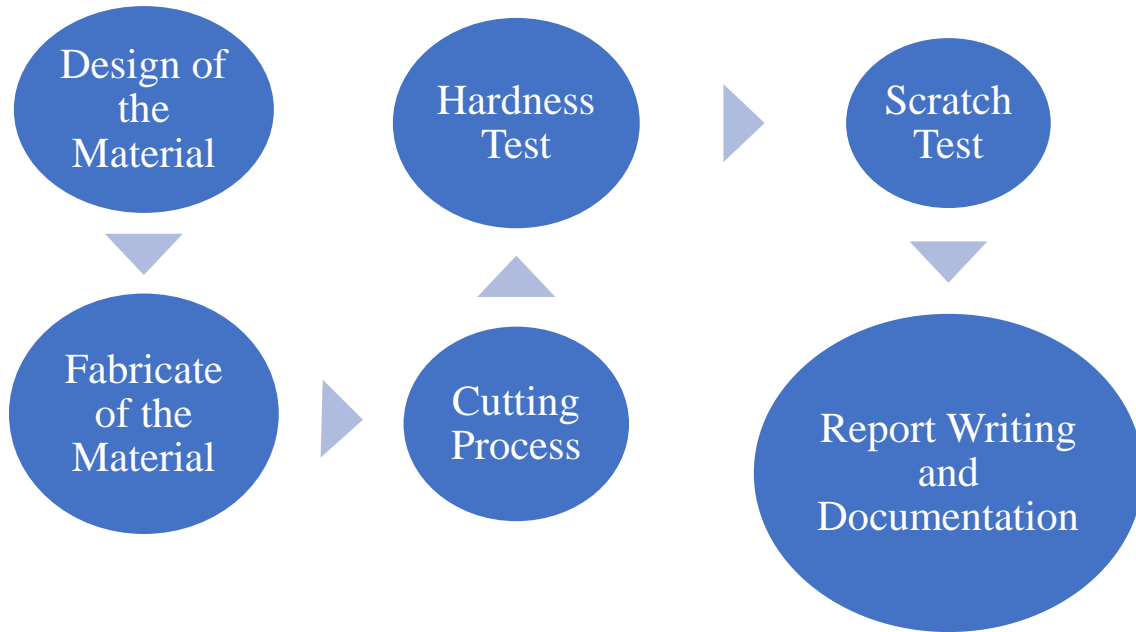 Design of
the
Material
Fabricate
of the
Material
Cutting
Process
Hardness
Test
Scratch
Test
Report Writing
and
Documentation